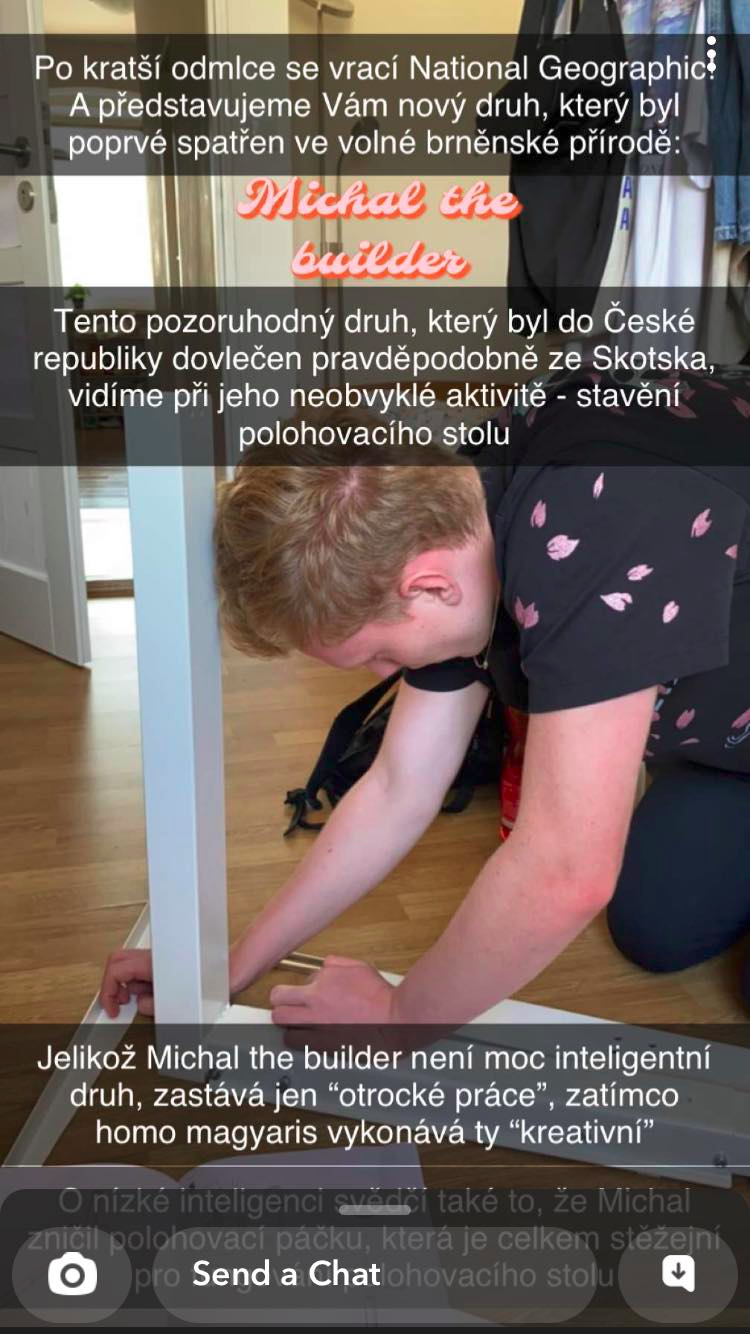 Po kratší odmlce se vrací National Geographic!
A představujeme Vám nový druh, který byl
poprvé spatřen ve volné brněnské přírodě:
Michal the
builder
Tento pozoruhodný druh, který byl do České
republiky dovlečen pravděpodobně ze Skotska,
vidíme při jeho neobvyklé aktivitě - stavění
polohovacího stolu
Jelikož Michal the builder není moc inteligentní
druh, zastává jen “otrocké práce”, zatímco
homo magyaris vykonává ty “kreativní”
O nízké inteligenci svědčí také to, že Michal
zničil polohovací páčku, která je celkem stěžejní
pro polohovacího stolu
Send a Chat
A
A